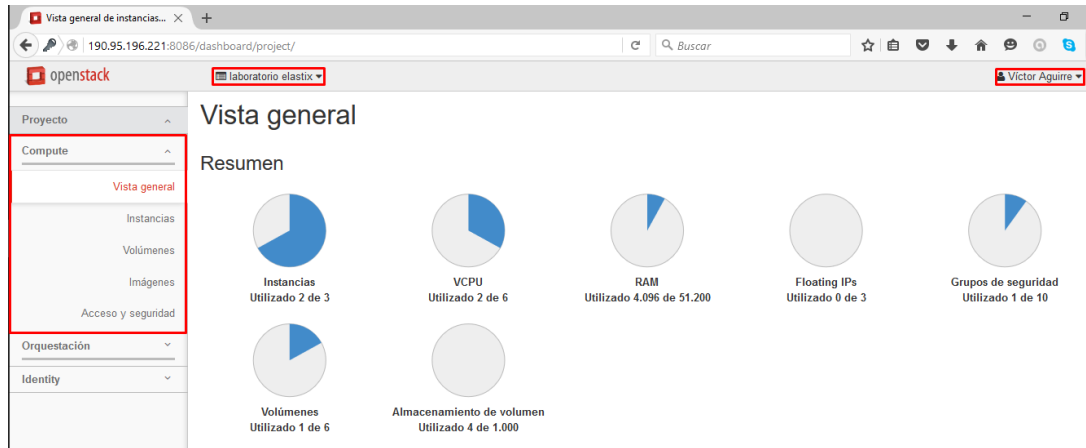 Vista general de instancias...
190.95.196.221:8086/dashboard/project/
Buscar
openstack
laboratorio elastix
Víctor Aguirre
Proyecto
Compute
Vista general
Instancias
Volúmenes
Imágenes
Acceso y seguridad
Orquestación
Identity
Vista general
Resumen
Instancias
Utilizado 2 de 3
VCPU
Utilizado 2 de 6
RAM
Utilizado 4.096 de 51.200
Floating IPs
Utilizado 0 de 3
Grupos de seguridad
Utilizado 1 de 10
Volúmenes
Utilizado 1 de 6
Almacenamiento de volumen
Utilizado 4 de 1.000